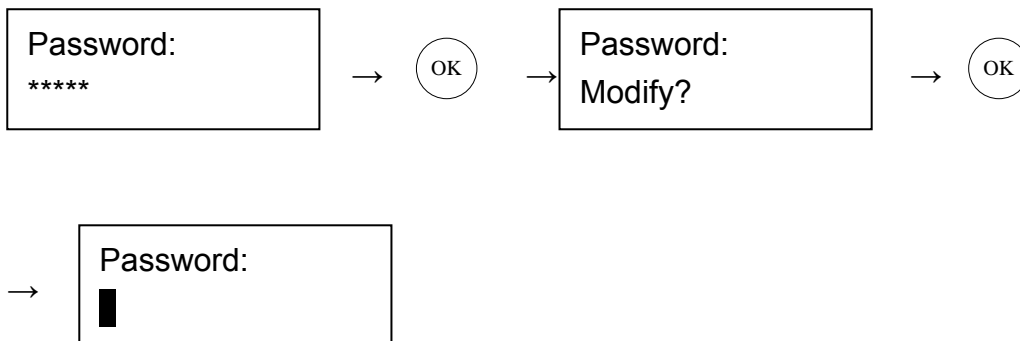 Password:
*****
→ OK →
Password:
Modify?
→ OK
→
Password: